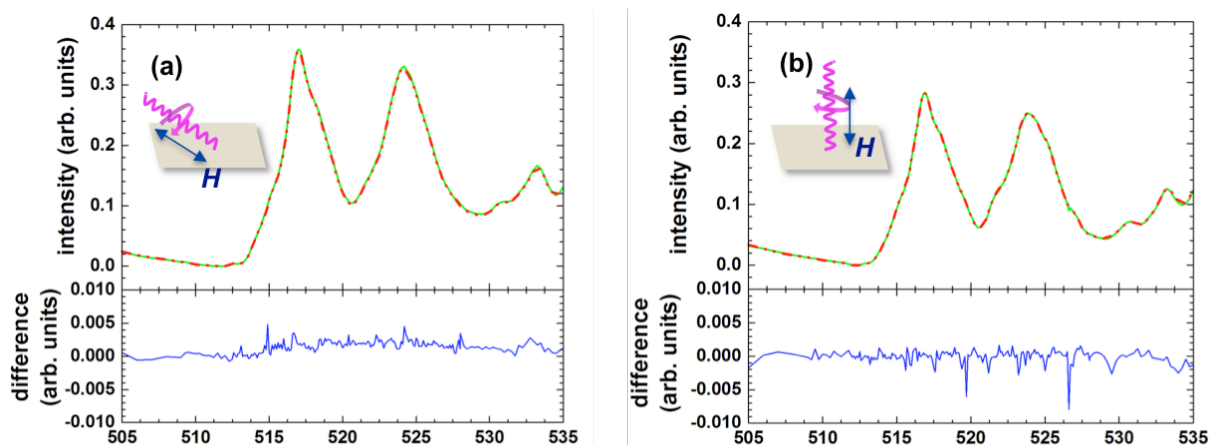 (a)
H
intensity (arb. units)
0.4
0.3
0.2
0.1
0.0
difference
(arb. units)
0.010
0.005
0.000
-0.005
-0.010
505 510 515 520 525 530 535
(b)
H
intensity (arb. units)
0.4
0.3
0.2
0.1
0.0
difference
(arb. units)
0.010
0.005
0.000
-0.005
-0.010
505 510 515 520 525 530 535